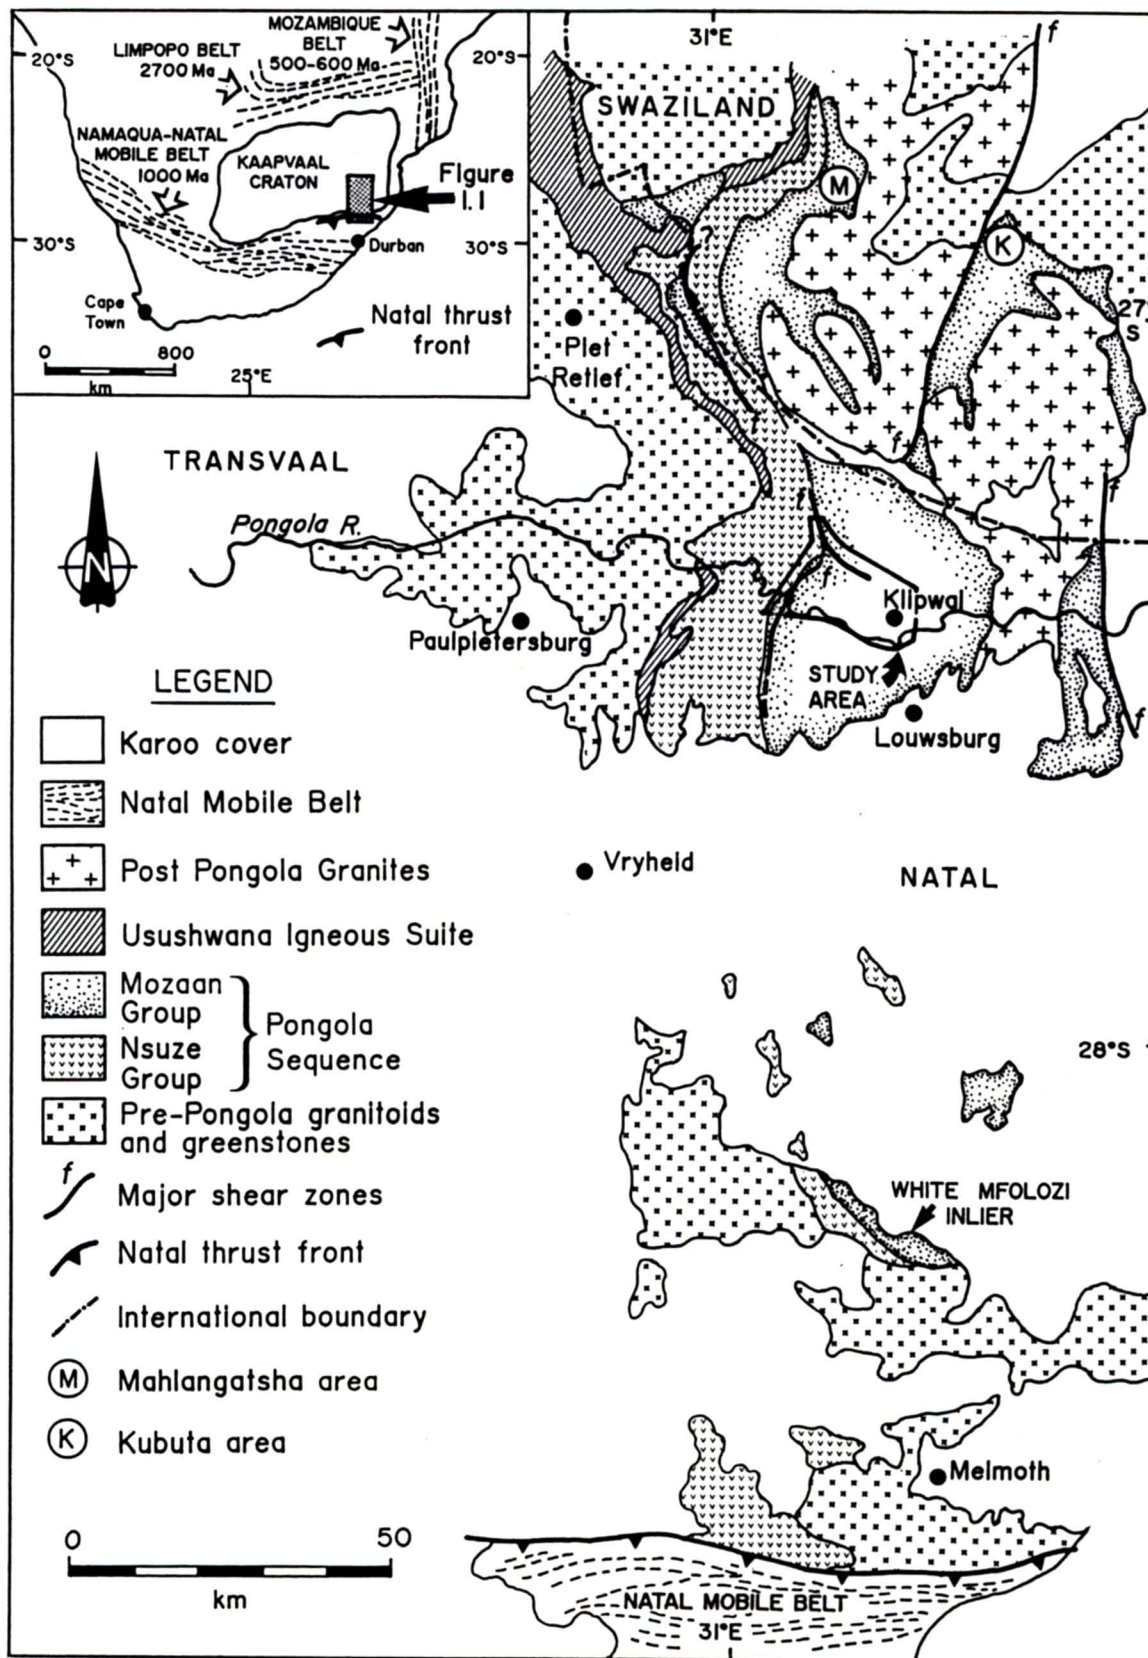 MOZAMBIQUE
BELT
500-600 Ma
LIMPOPO BELT
2700 Ma
20°S
20°S
NAMAQUA-NATAL
MOBILE BELT
1000 Ma
KAAPVAAL
CRATON
Figure
1.1
30°S
30°S
Durban
Cape
Town
Natal thrust
front
0 800
km
25°E
31°E
f
SWAZILAND
M
K
?
27°
S
Piet
Retief
f
f
f
TRANSVAAL
Pongola R.
N
f
f
Klipwal
Paulpietersburg
STUDY
AREA
Louwsburg
f
LEGEND
Karoo cover
Natal Mobile Belt
Post Pongola Granites
Usushwana Igneous Suite
Mozaan
Group
Nsuze
Group
Pongola
Sequence
Pre-Pongola granitoids
and greenstones
f
Major shear zones
Natal thrust front
International boundary
M
Mahlangatsha area
K
Kubuta area
0 50
km
Vryheid
NATAL
28°S
WHITE MFOLOZI
INLIER
Melmoth
NATAL MOBILE BELT
31°E